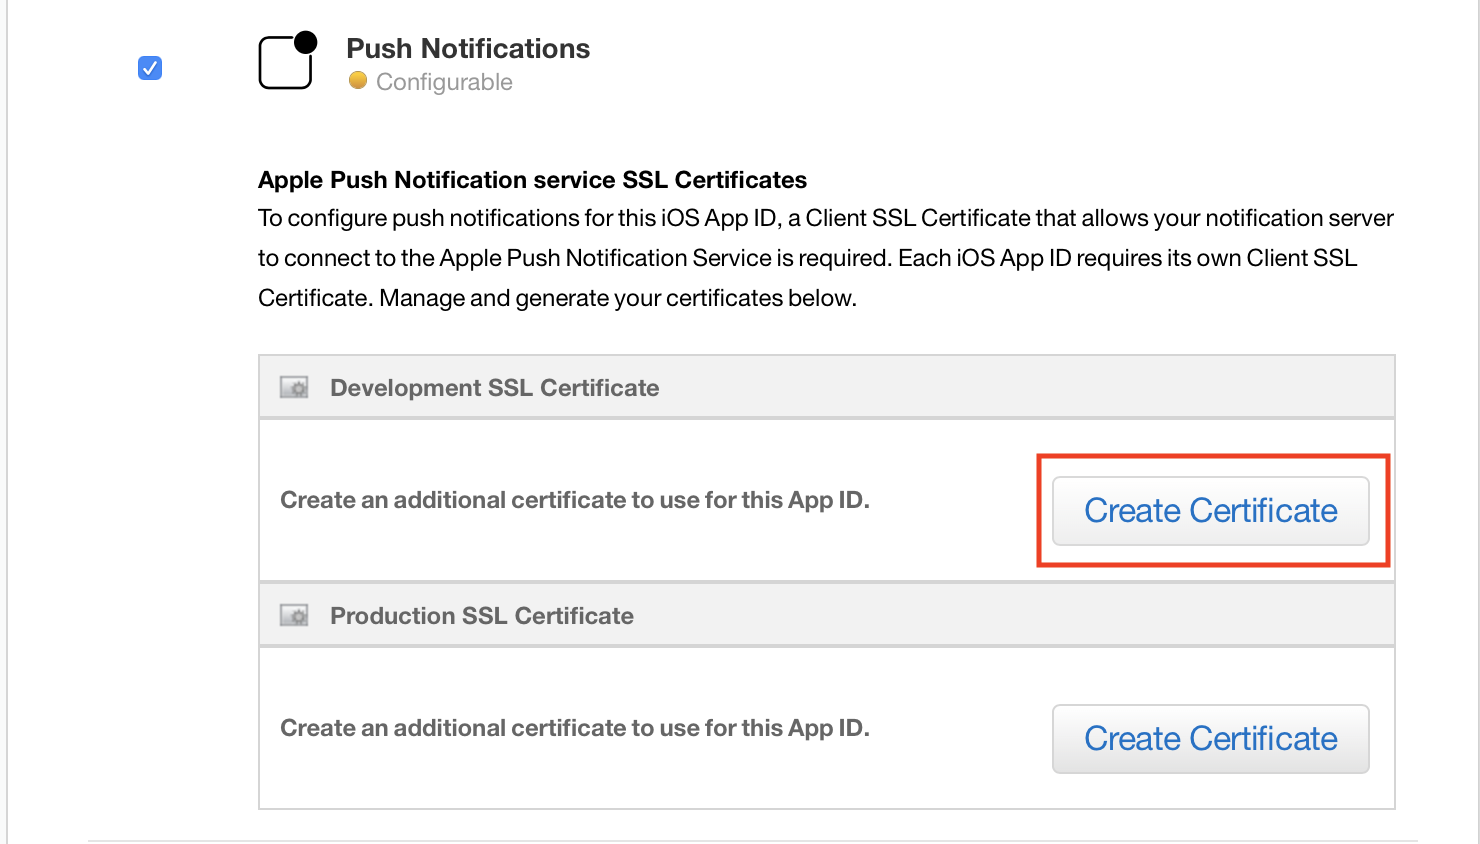 Push Notifications
Configurable
Apple Push Notification service SSL Certificates
To configure push notifications for this iOS App ID, a Client SSL Certificate that allows your notification server
to connect to the Apple Push Notification Service is required. Each iOS App ID requires its own Client SSL
Certificate. Manage and generate your certificates below.
Development SSL Certificate
Create an additional certificate to use for this App ID.
Create Certificate
Production SSL Certificate
Create an additional certificate to use for this App ID.
Create Certificate